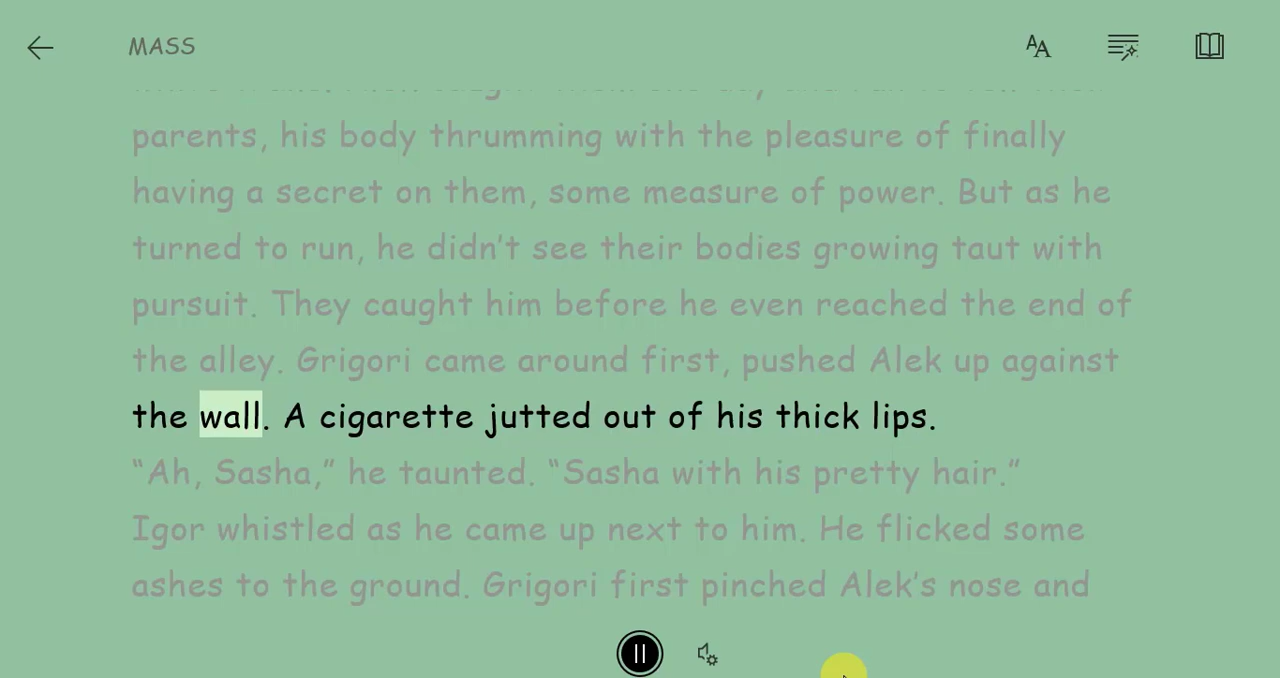 MASS
parents, his body thrumming with the pleasure of finally
having a secret on them, some measure of power. But as he
turned to run, he didn’t see their bodies growing taut with
pursuit. They caught him before he even reached the end of
the alley. Grigori came around first, pushed Alek up against
the wall. A cigarette jutted out of his thick lips.
“Ah, Sasha,” he taunted. “Sasha with his pretty hair.”
Igor whistled as he came up next to him. He flicked some
ashes to the ground. Grigori first pinched Alek’s nose and